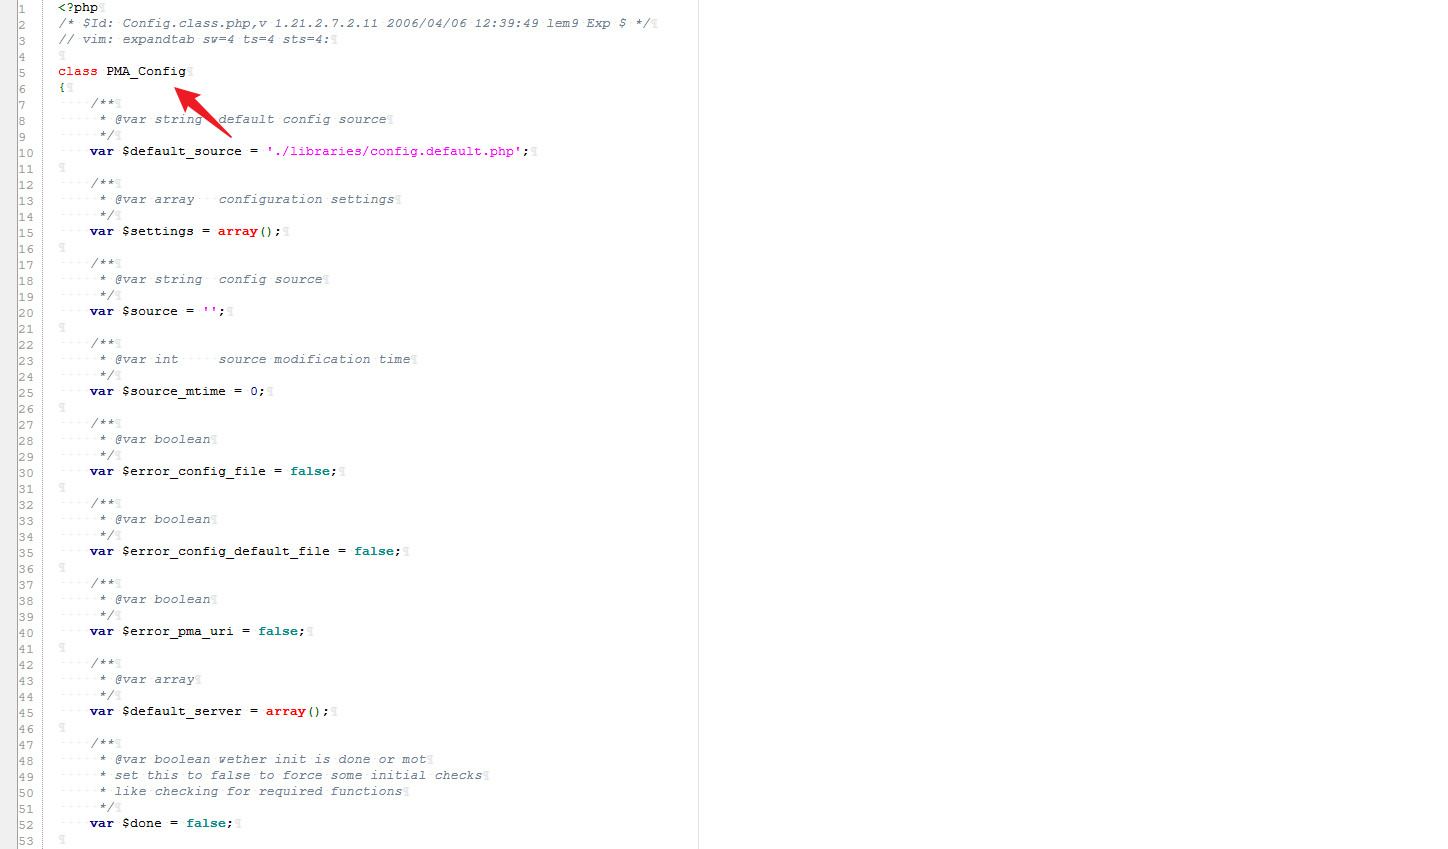 1 <?php
2 /* $Id: Config.class.php,v 1.21.2.7.2.11 2006/04/06 12:39:49 lem9 Exp $ */
3 // vim: expandtab sw=4 ts=4 sts=4:
4
5 class PMA_Config
6 {
7     /**
8      * @var string  default config source
9      */
10     var $default_source = './libraries/config.default.php';
11
12     /**
13      * @var array   configuration settings
14      */
15     var $settings = array();
16
17     /**
18      * @var string  config source
19      */
20     var $source = '';
21
22     /**
23      * @var int     source modification time
24      */
25     var $source_mtime = 0;
26
27     /**
28      * @var boolean
29      */
30     var $error_config_file = false;
31
32     /**
33      * @var boolean
34      */
35     var $error_config_default_file = false;
36
37     /**
38      * @var boolean
39      */
40     var $error_pma_uri = false;
41
42     /**
43      * @var array
44      */
45     var $default_server = array();
46
47     /**
48      * @var boolean wether init is done or mot
49      * set this to false to force some initial checks
50      * like checking for required functions
51      */
52     var $done = false;
53